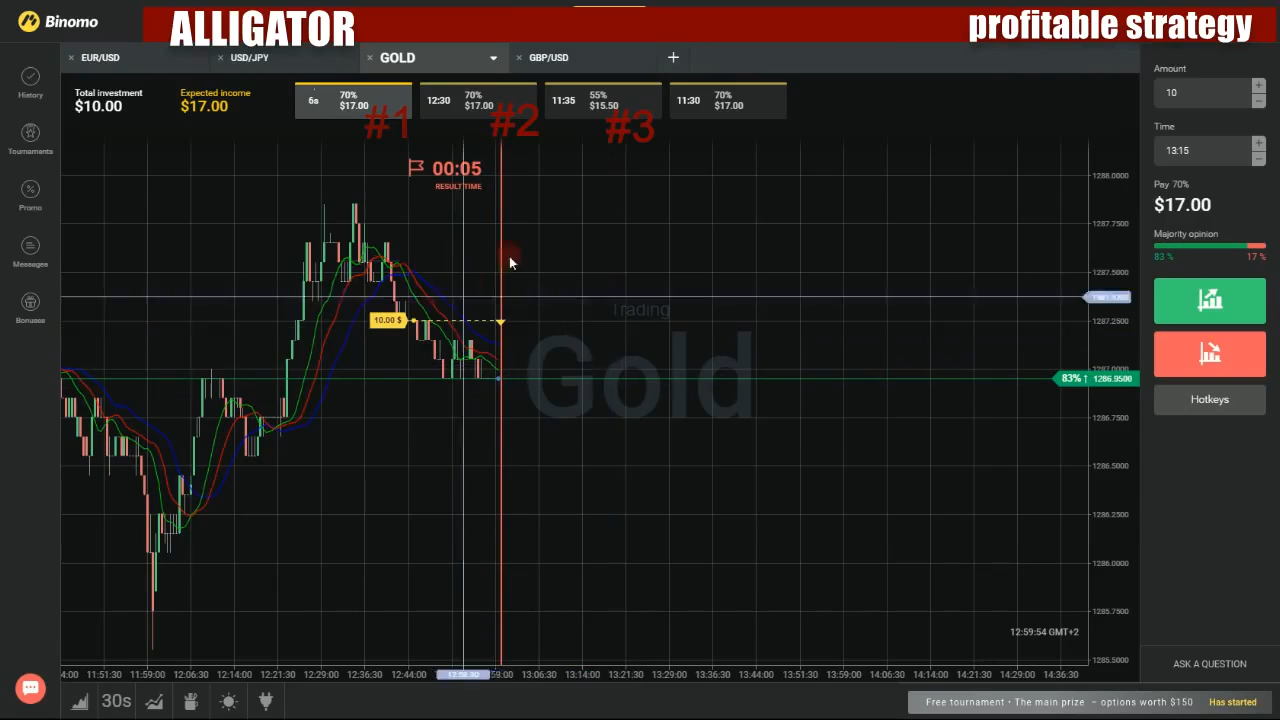 Binomo
ALLIGATOR
profitable strategy
EUR/USD
USD/JPY
GOLD
GBP/USD
History
Tournaments
Promo
Messages
Bonuses
Total investment
$10.00
Expected income
$17.00
6s 70% $17.00
12:30 70% $17.00
11:35 55% $15.50
11:30 70% $17.00
#1
#2
#3
00:05
RESULT TIME
10.00 $
Trading
Gold
1288.0000
1287.7500
1287.5000
1287.2500
1287.0000
83% ↑ 1286.9500
1286.7500
1286.5000
1286.2500
1286.0000
1285.7500
1285.5000
12:59:54 GMT+2
4:00 11:51:30 11:59:00 12:06:30 12:14:00 12:21:30 12:29:00 12:36:30 12:44:00 :59:00 13:06:30 13:14:00 13:21:30 13:29:00 13:36:30 13:44:00 13:51:30 13:59:00 14:06:30 14:14:00 14:21:30 14:29:00 14:36:30
30s
Amount
10
Time
13:15
Pay 70%
$17.00
Majority opinion
83 % 17 %
Hotkeys
ASK A QUESTION
Free tournament • The main prize – options worth $150 Has started